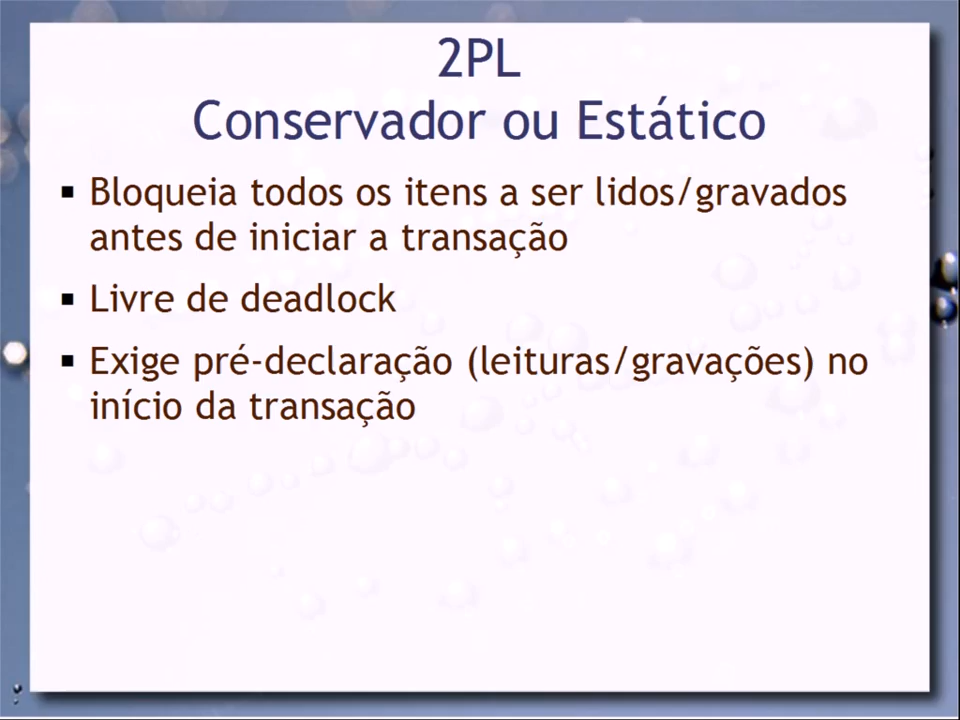 2PL
Conservador ou Estático
▪ Bloqueia todos os itens a ser lidos/gravados
antes de iniciar a transação
▪ Livre de deadlock
▪ Exige pré-declaração (leituras/gravações) no
início da transação